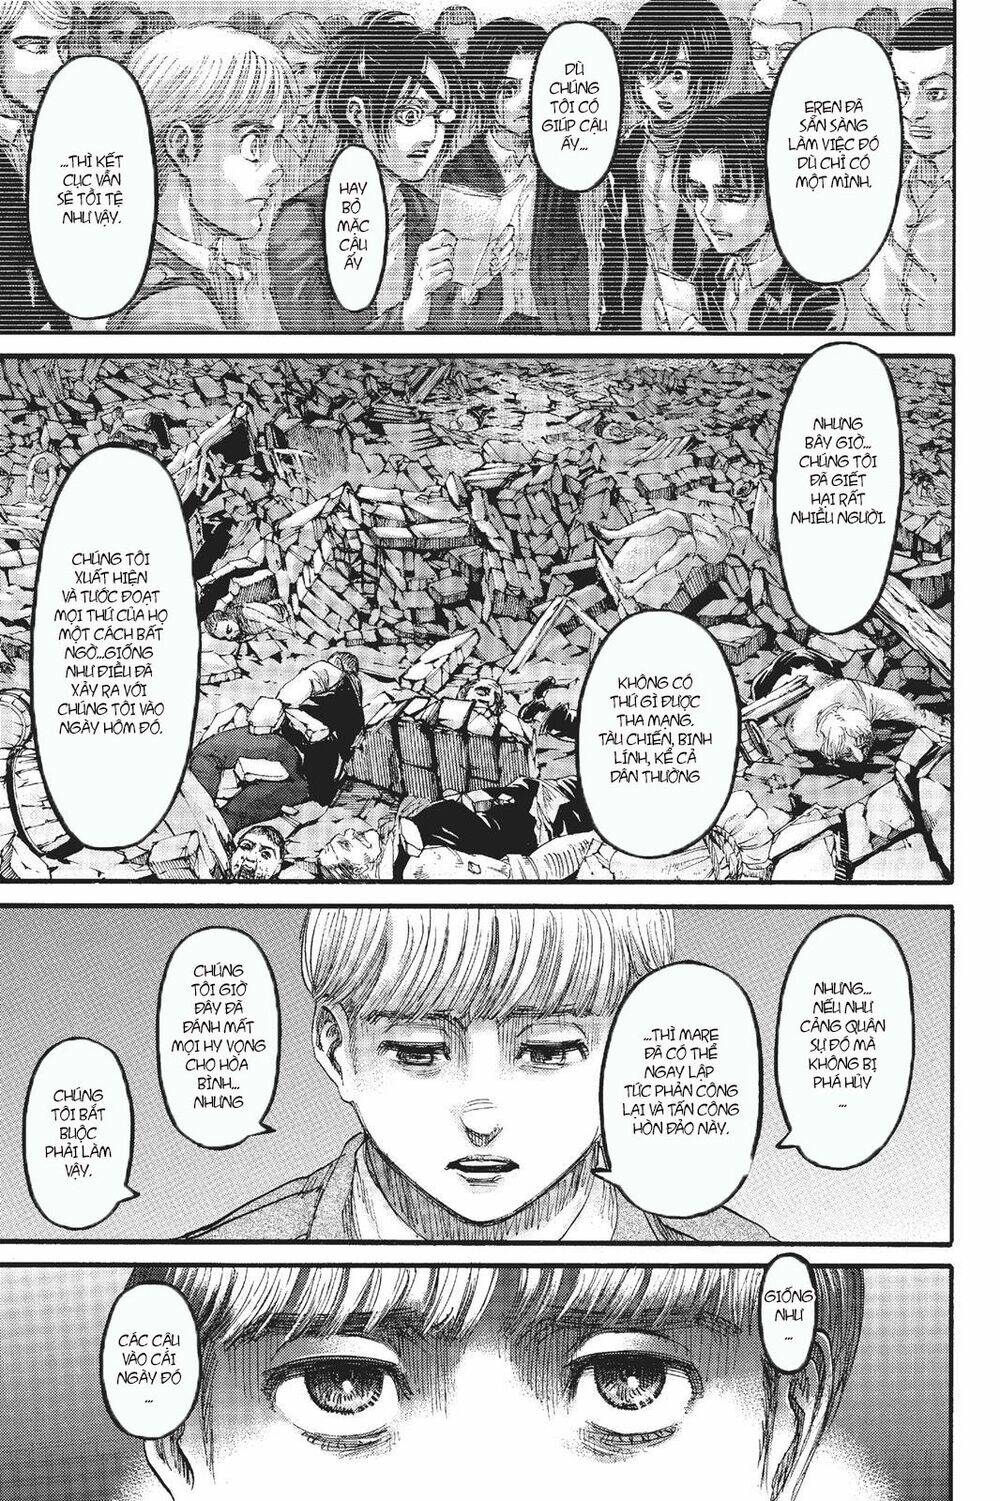 EREN ĐÃ
SẴN SÀNG
LÀM VIỆC ĐÓ
DÙ CHỈ CÓ
MỘT MÌNH.
DÙ
CHÚNG
TÔI CÓ
GIÚP CẬU
ẤY...
HAY
BỎ
MẶC
CẬU
ẤY
...THÌ KẾT
CỤC VẪN
SẼ TỒI TỆ
NHƯ VẬY.
NHƯNG
BÂY GIỜ...
CHÚNG TÔI
ĐÃ GIẾT
HẠI RẤT
NHIỀU NGƯỜI.
KHÔNG CÓ
THỨ GÌ ĐƯỢC
THA MẠNG.
TÀU CHIẾN, BINH
LÍNH, KỂ CẢ
DÂN THƯỜNG
CHÚNG TÔI
XUẤT HIỆN
VÀ TƯỚC ĐOẠT
MỌI THỨ CỦA HỌ
MỘT CÁCH BẤT
NGỜ...GIỐNG
NHƯ ĐIỀU ĐÃ
XẢY RA VỚI
CHÚNG TÔI VÀO
NGÀY HÔM ĐÓ.
NHƯNG...
NẾU NHƯ
CẢNG QUÂN
SỰ ĐÓ MÀ
KHÔNG BỊ
PHÁ HỦY
...
...THÌ MARE
ĐÃ CÓ THỂ
NGAY LẬP
TỨC PHẢN CÔNG
LẠI VÀ TẤN CÔNG
HÒN ĐẢO NÀY.
CHÚNG
TÔI GIỜ
ĐÂY ĐÃ
ĐÁNH MẤT
MỌI HY VỌNG
CHO HÒA
BÌNH...
NHƯNG
CHÚNG
TÔI BẮT
BUỘC
PHẢI LÀM
VẬY.
GIỐNG
NHƯ
...
CÁC CẬU
VÀO CÁI
NGÀY ĐÓ
...